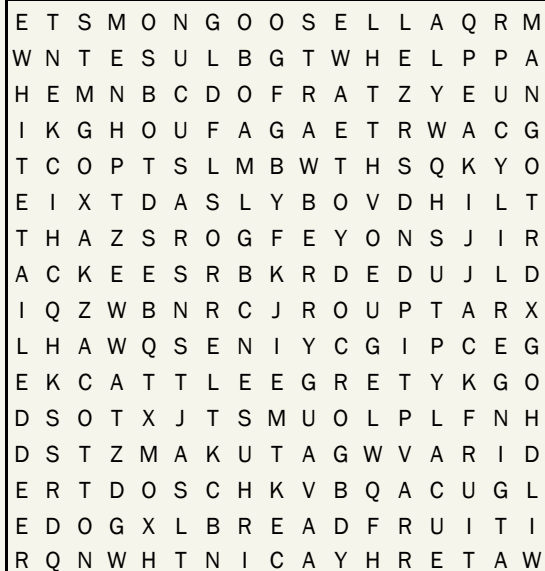 E T S M O N G O O S E L L A Q R M
W N T E S U L B G T W H E L P P A
H E M N B C D O F R A T Z Y E U N
I K G H O U F A G A E T R W A C G
T C O P T S L M B W T H S Q K Y O
E I X T D A S L Y B O V D H I L T
T H A Z S R O G F E Y O N S J I R
A C K E E S R B K R D E D U J L D
I Q Z W B N R C J R O U P T A R X
L H A W Q S E N I Y C G I P C E G
E K C A T T L E E G R E T Y K G O
D S O T X J T S M U O L P L F N H
D S T Z M A K U T A G W V A R I D
E R T D O S C H K V B Q A C U G L
E D O G X L B R E A D F R U I T I
R Q N W H T N I C A Y H R E T A W